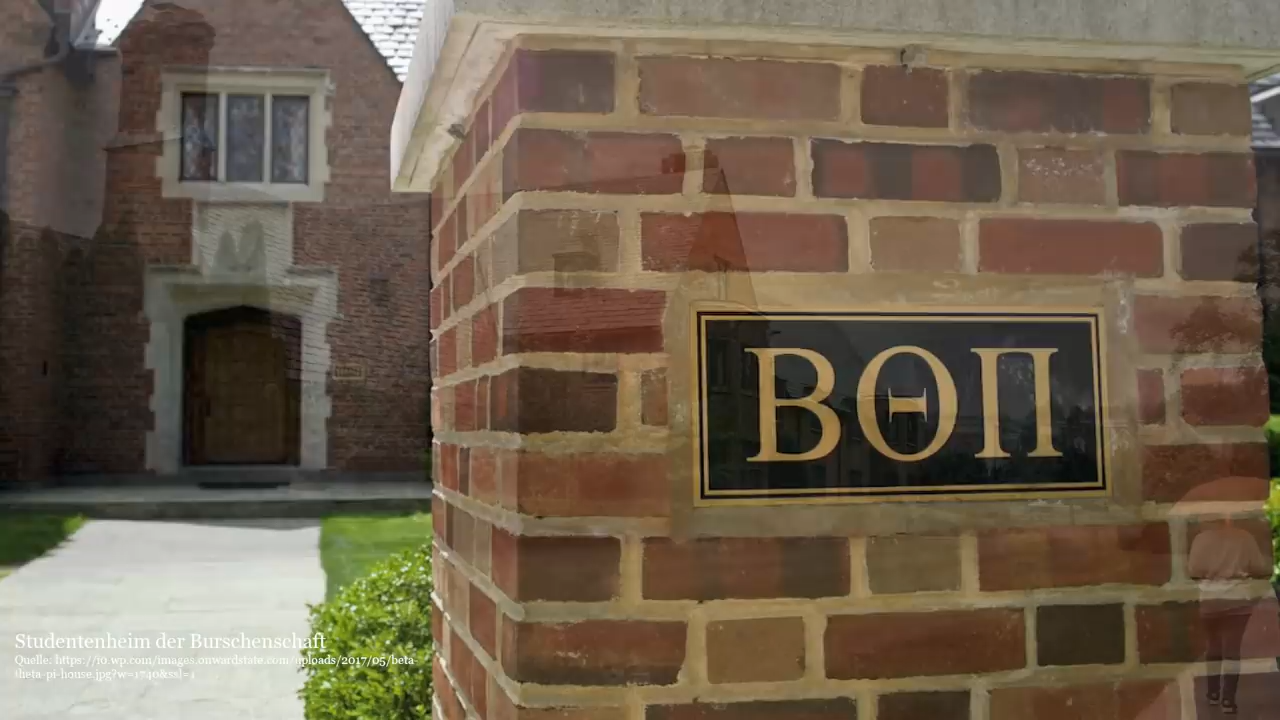 ΒΘΠ
Studentenheim der Burschenschaft
Quelle: https://i0.wp.com/images.onwardstate.com/uploads/2017/05/beta-
theta-pi-house.jpg?w=1740&ssl=1